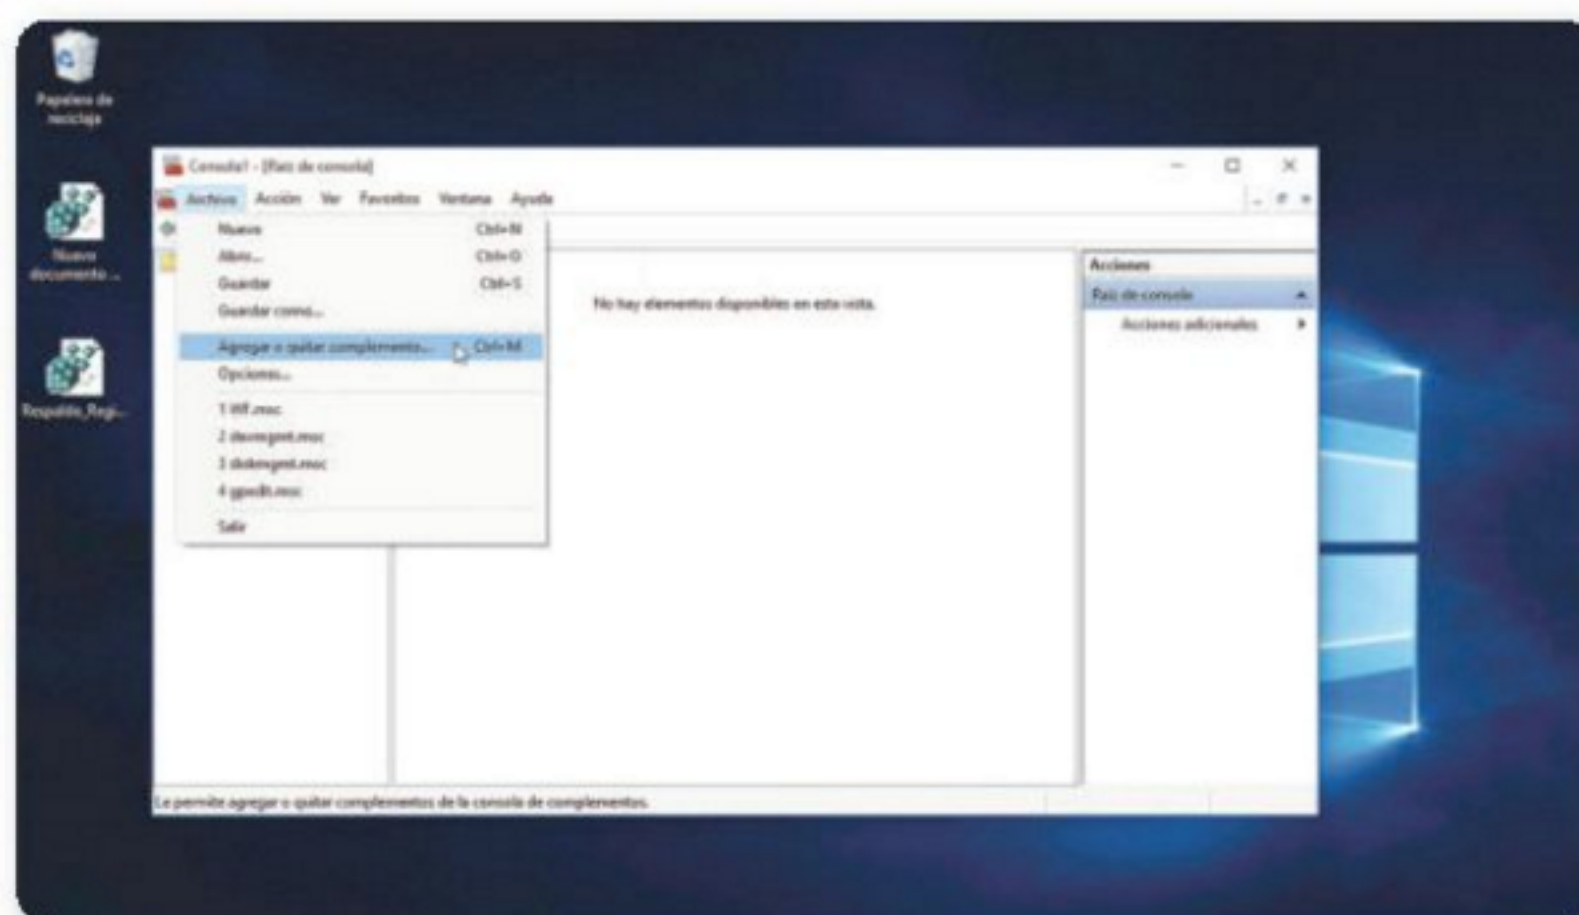 Papelera de
reciclaje
Nuevo
documento ...
Respaldo_Regi...
Consola1 - [Raíz de consola]
Archivo Acción Ver Favoritos Ventana Ayuda
Nuevo Ctrl+N
Abrir... Ctrl+O
Guardar Ctrl+S
Guardar como...
Agregar o quitar complemento... Ctrl+M
Opciones...
1 WF.msc
2 devmgmt.msc
3 diskmgmt.msc
4 gpedit.msc
Salir
No hay elementos disponibles en esta vista.
Acciones
Raíz de consola
Acciones adicionales
Le permite agregar o quitar complementos de la consola de complementos.